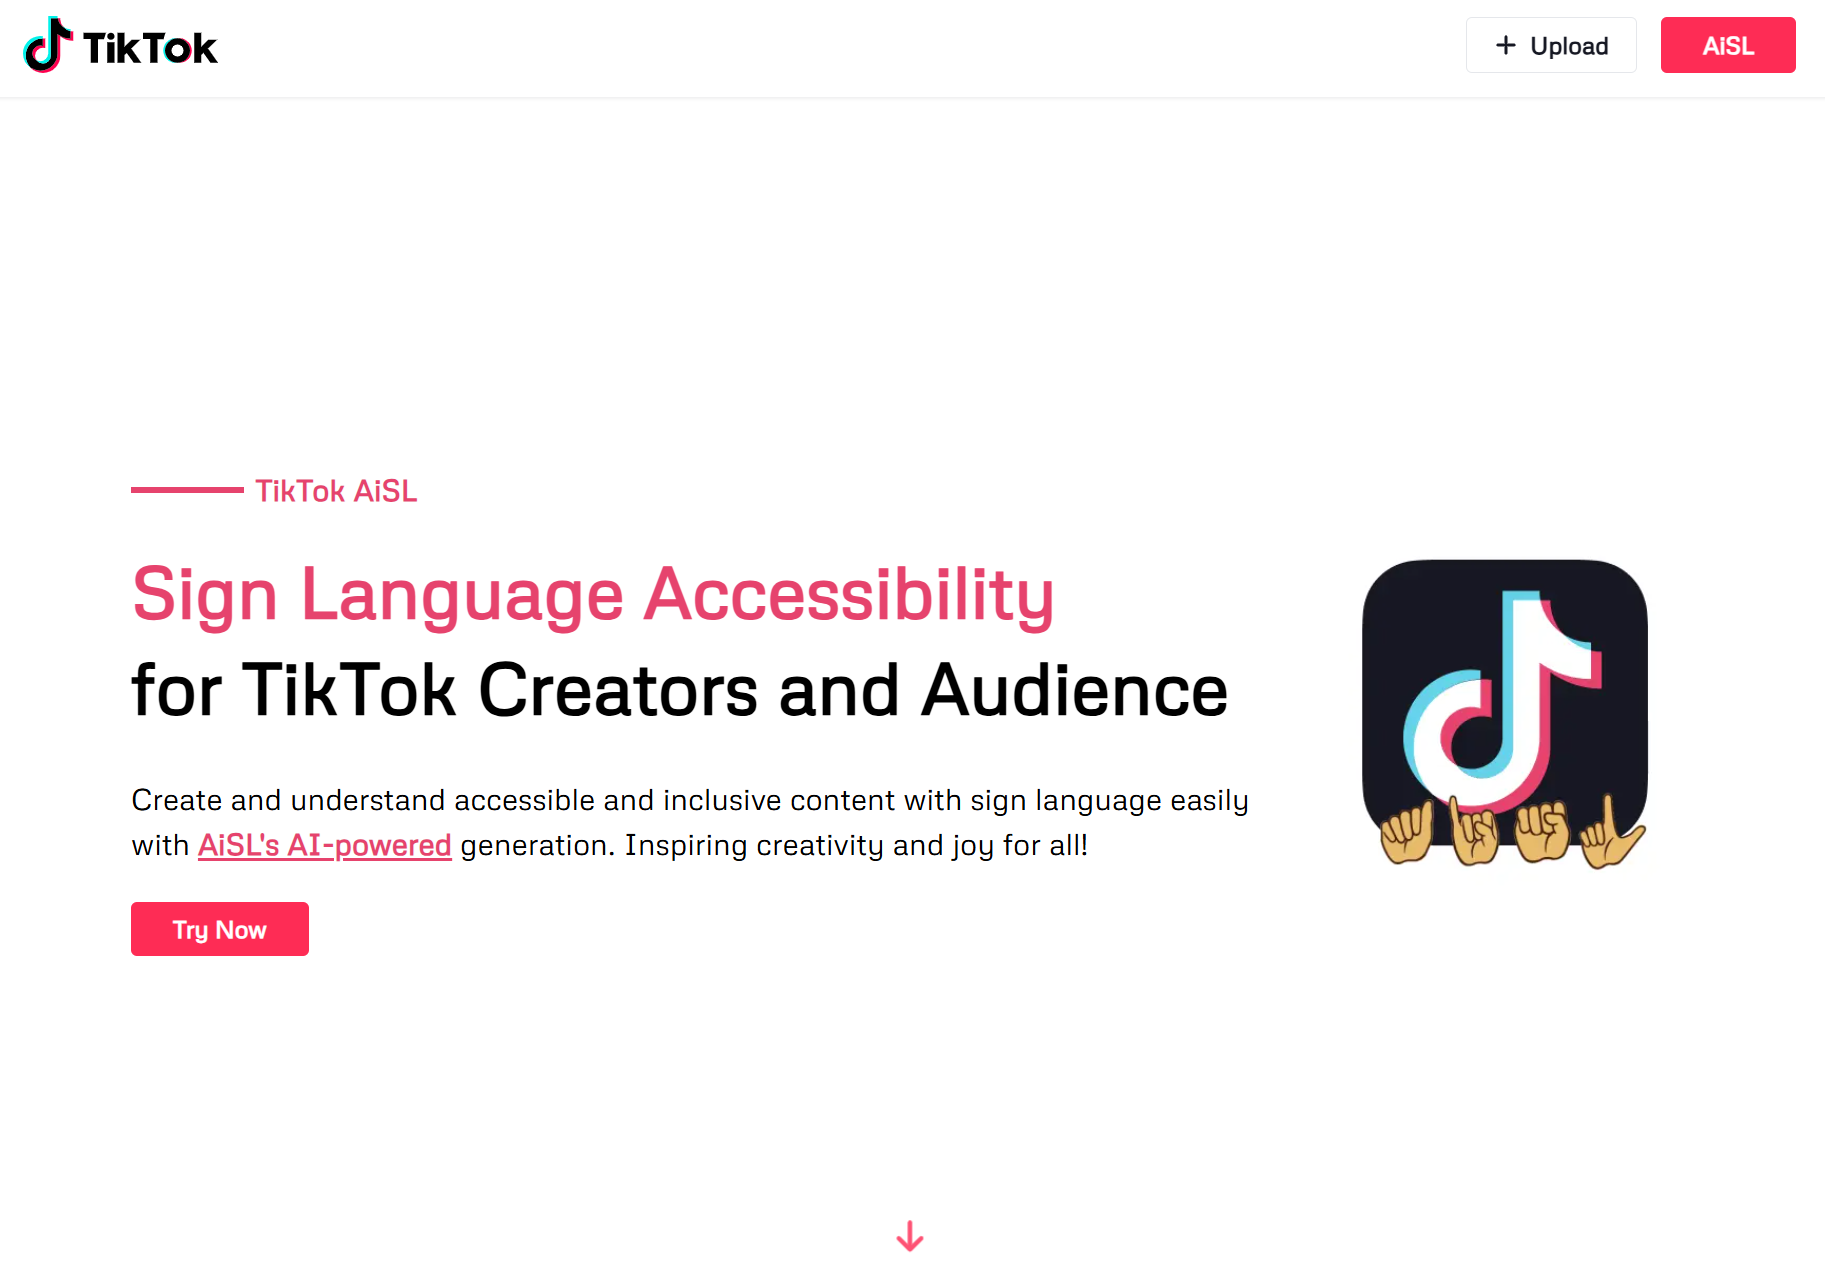 TikTok
+ Upload
AiSL
TikTok AiSL
Sign Language Accessibility
for TikTok Creators and Audience
Create and understand accessible and inclusive content with sign language easily
with AiSL's AI-powered generation. Inspiring creativity and joy for all!
Try Now